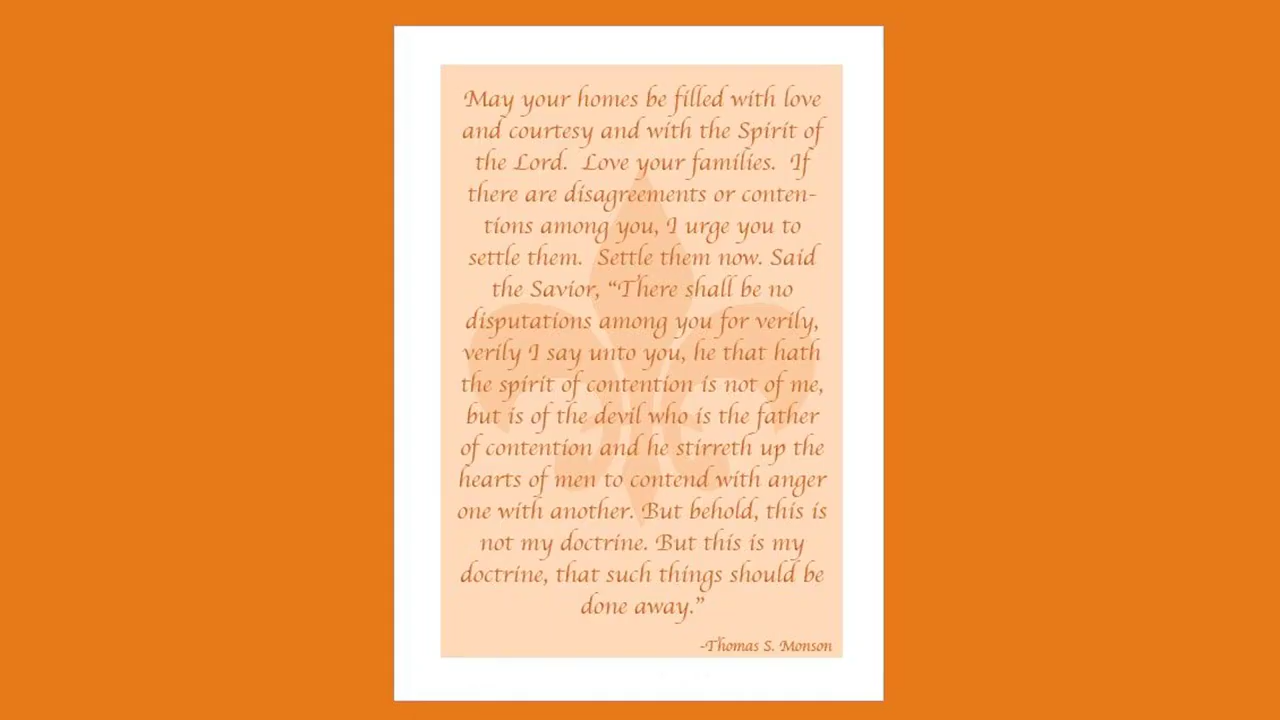 May your homes be filled with love
and courtesy and with the Spirit of
the Lord.  Love your families.  If
there are disagreements or conten-
tions among you, I urge you to
settle them.  Settle them now. Said
the Savior, “There shall be no
disputations among you for verily,
verily I say unto you, he that hath
the spirit of contention is not of me,
but is of the devil who is the father
of contention and he stirreth up the
hearts of men to contend with anger
one with another. But behold, this is
not my doctrine. But this is my
doctrine, that such things should be
done away.”
-Thomas S. Monson